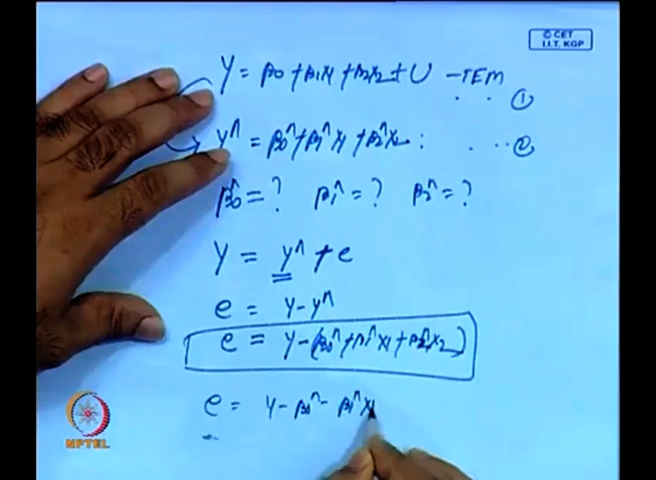 © CET
I.I.T. KGP
Y = β0 + β1x1 + β2x2 + U - TEM
. . ①
y^ = β0^ + β1^ x1 + β2^ x2 : . .. ②
β0^ = ? β1^ = ? β2^ = ?
Y = y^ + e
e = Y - Y^
e = Y - (β0^ + β1^ x1 + β2^ x2)
e = Y - β0^ - β1^ x1
NPTEL